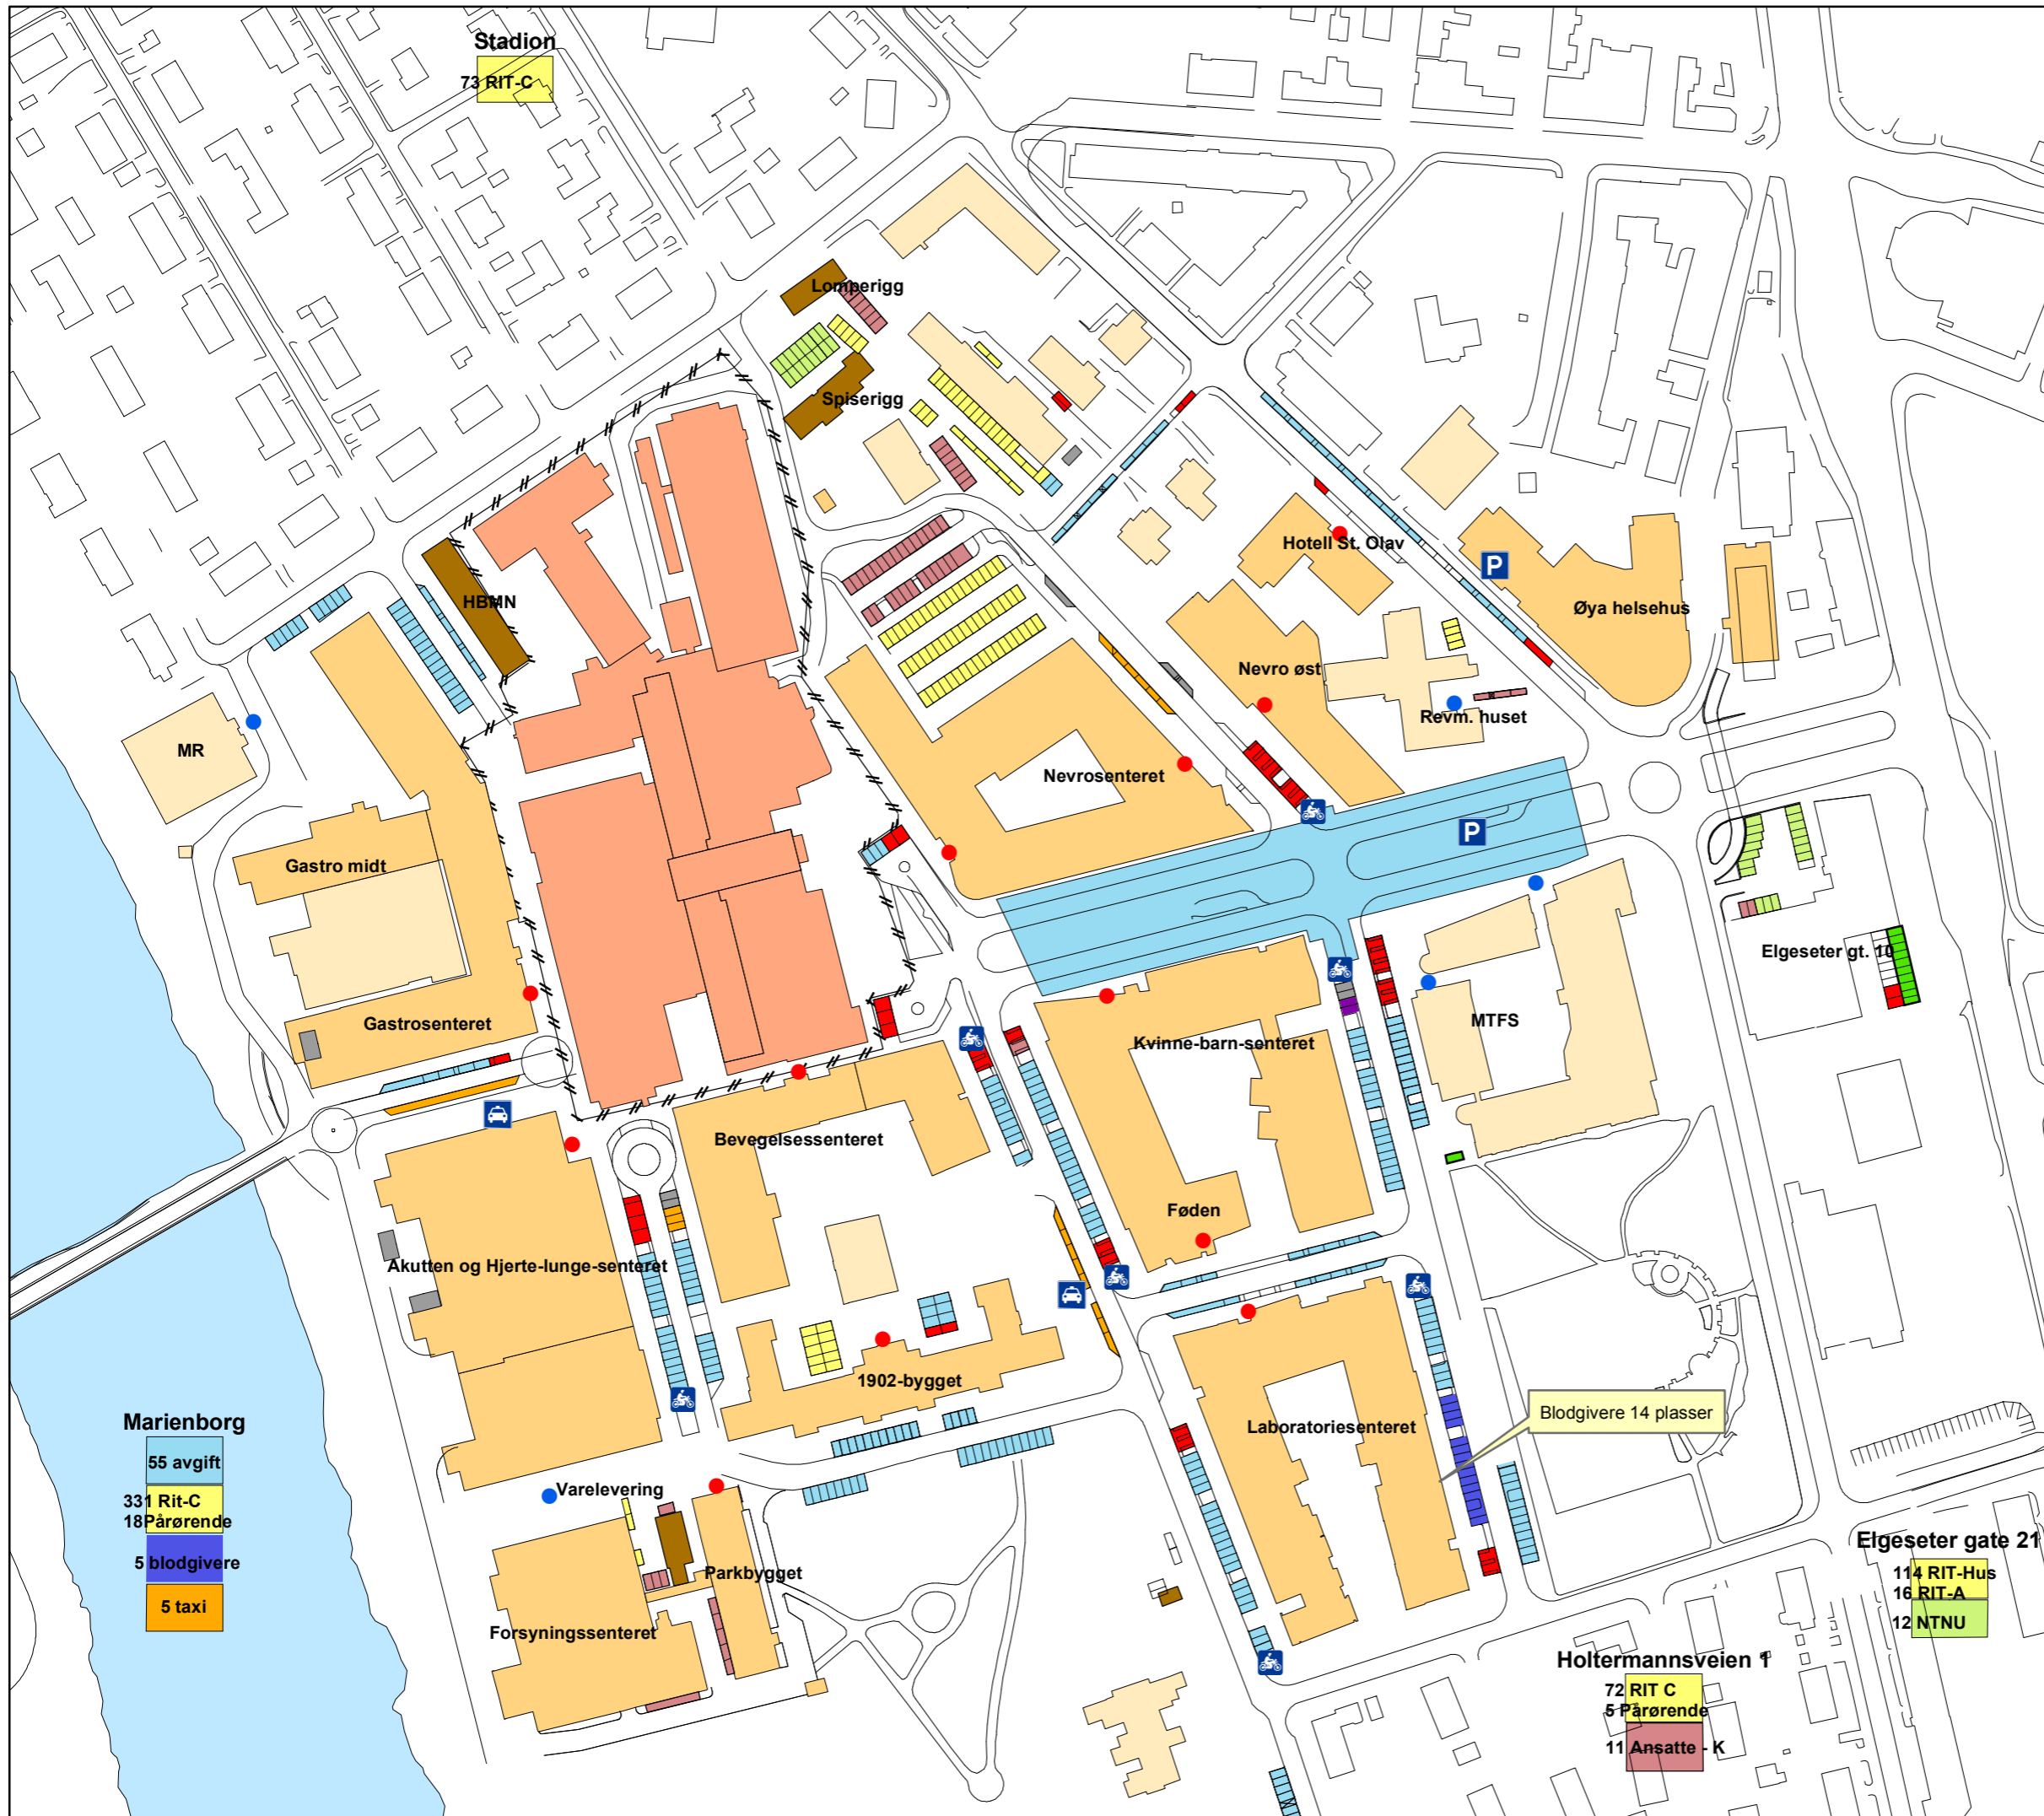 Stadion
73 RIT-C
Lomperigg
Spiserigg
HBMN
Hotell St. Olav
P
Øya helsehus
Nevro øst
Revm. huset
MR
Nevrosenteret
P
Gastro midt
Elgeseter gt. 10
Gastrosenteret
MTFS
Kvinne-barn-senteret
Bevegelsessenteret
Føden
Akutten og Hjerte-lunge-senteret
1902-bygget
Laboratoriesenteret
Blodgivere 14 plasser
Marienborg
55 avgift
331 Rit-C
18Pårørende
5 blodgivere
5 taxi
Varelevering
Parkbygget
Forsyningssenteret
Elgeseter gate 21
114 RIT-Hus
16 RIT-A
12 NTNU
Holtermannsveien 1
72 RIT C
5 Pårørende
11 Ansatte - K